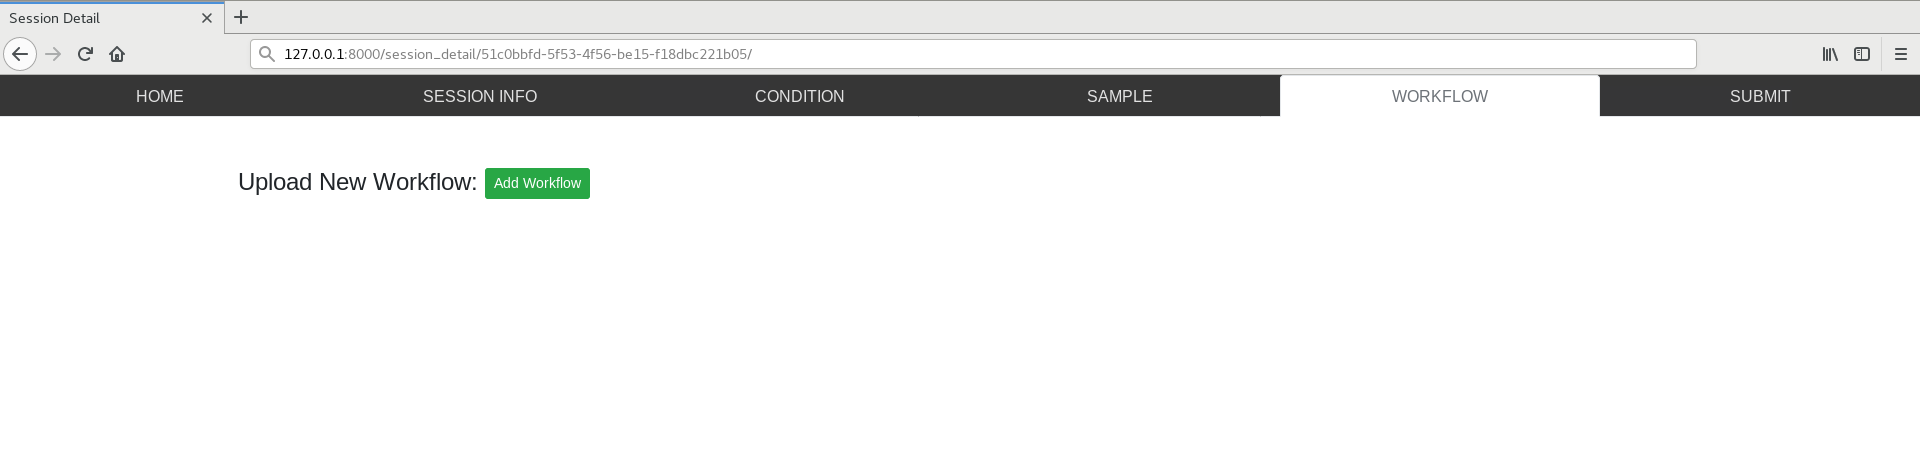 Session Detail
127.0.0.1:8000/session_detail/51c0bbfd-5f53-4f56-be15-f18dbc221b05/
HOME SESSION INFO CONDITION SAMPLE WORKFLOW SUBMIT
Upload New Workflow: Add Workflow